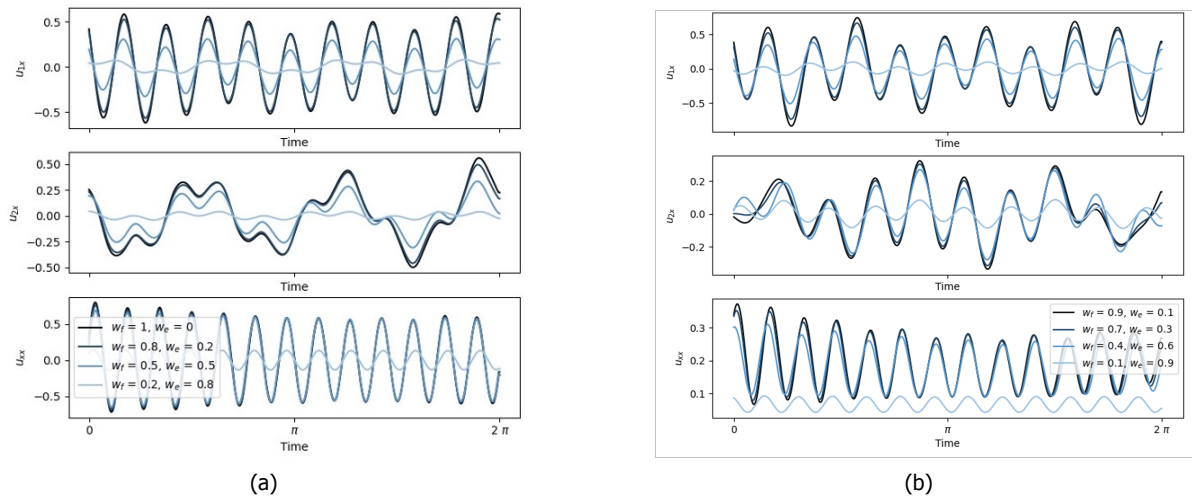 0.5
0.0
−0.5
u1x
Time
0.50
0.25
0.00
−0.25
−0.50
u2x
Time
0.5
0.0
−0.5
uxx
wf = 1, we = 0
wf = 0.8, we = 0.2
wf = 0.5, we = 0.5
wf = 0.2, we = 0.8
0
π
2 π
Time
(a)
0.5
0.0
−0.5
u1x
Time
0.2
0.0
−0.2
u2x
Time
0.3
0.2
0.1
uxx
wf = 0.9, we = 0.1
wf = 0.7, we = 0.3
wf = 0.4, we = 0.6
wf = 0.1, we = 0.9
0
π
2 π
Time
(b)